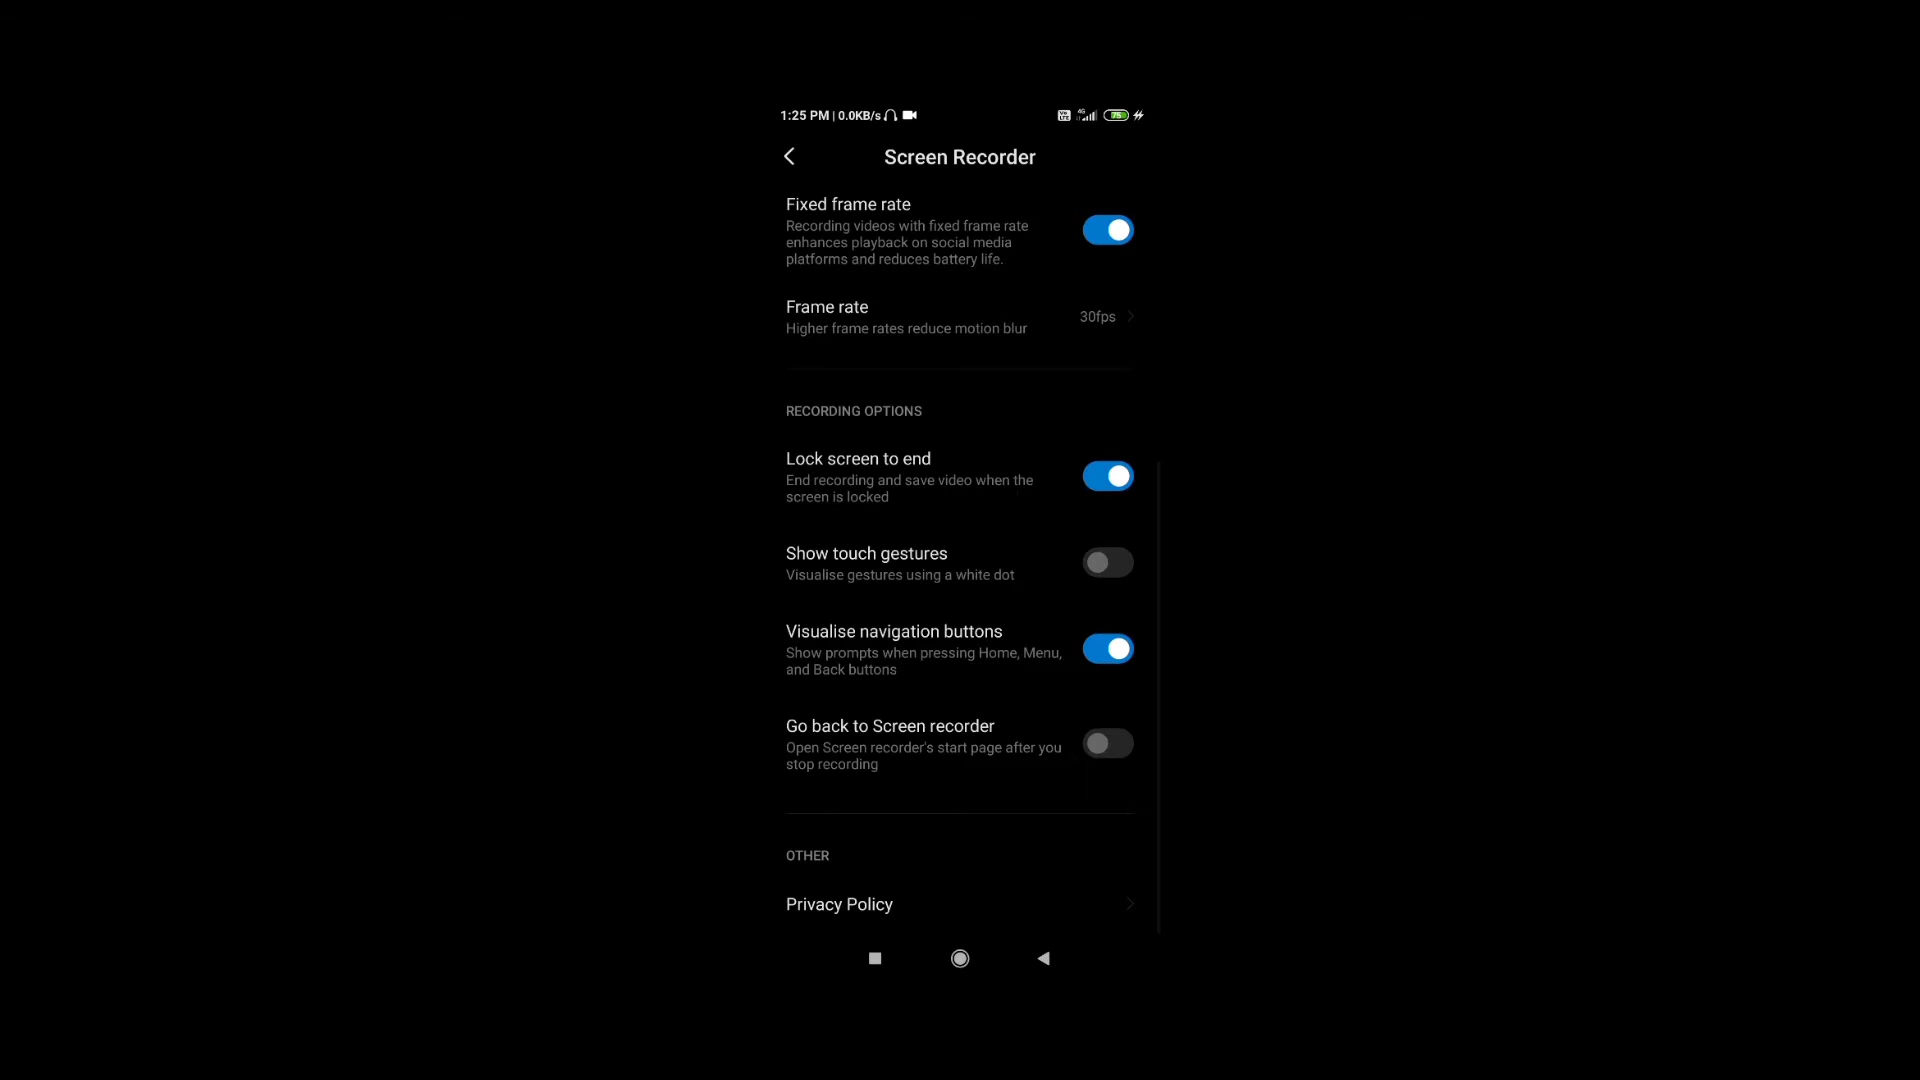 1:25 PM | 0.0KB/s
4G
75
Screen Recorder
Fixed frame rate
Recording videos with fixed frame rate
enhances playback on social media
platforms and reduces battery life.
Frame rate
30fps
Higher frame rates reduce motion blur
RECORDING OPTIONS
Lock screen to end
End recording and save video when the
screen is locked
Show touch gestures
Visualise gestures using a white dot
Visualise navigation buttons
Show prompts when pressing Home, Menu,
and Back buttons
Go back to Screen recorder
Open Screen recorder's start page after you
stop recording
OTHER
Privacy Policy